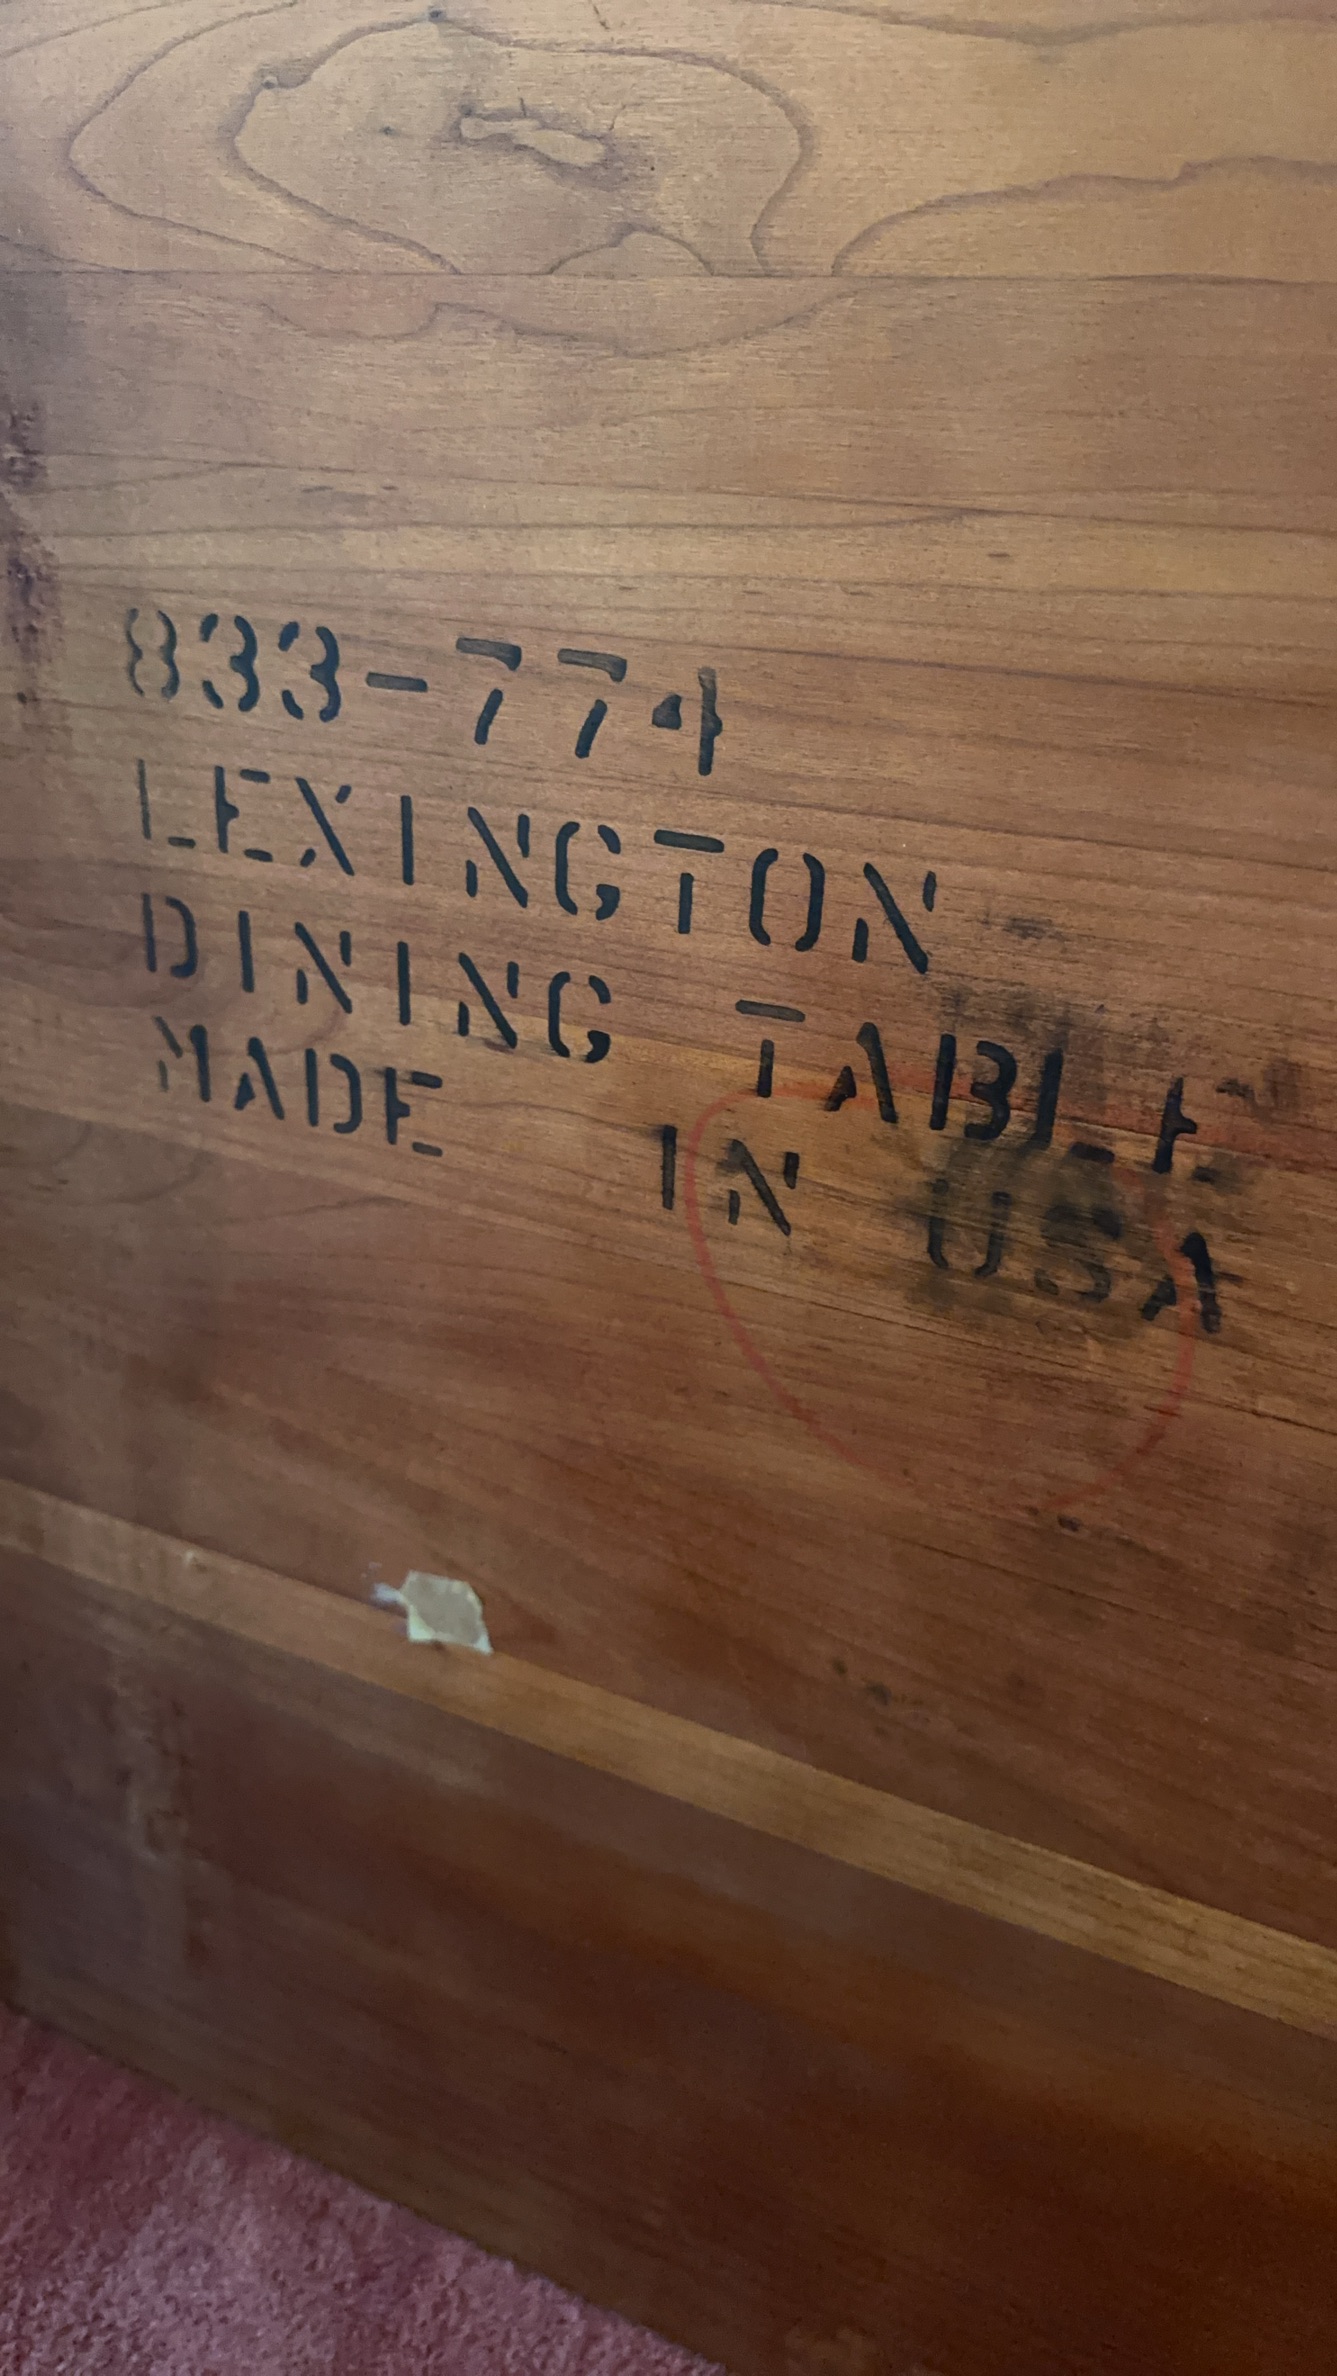 833-774
LEXINGTON
DINING TABLE
MADE IN USA